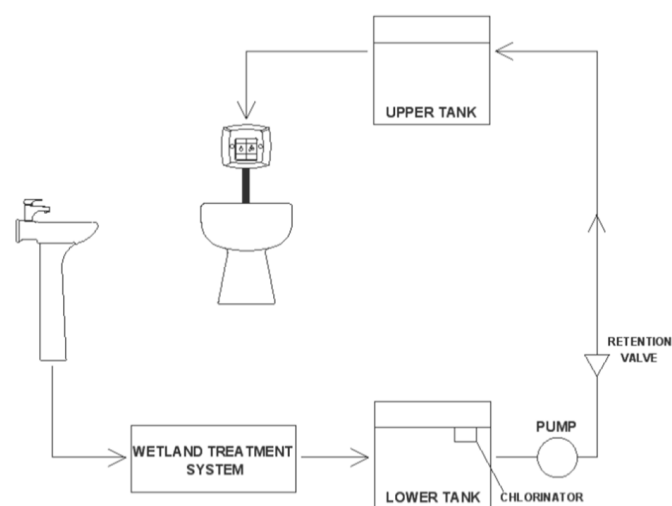 UPPER TANK
RETENTION
VALVE
PUMP
WETLAND TREATMENT
SYSTEM
LOWER TANK
CHLORINATOR